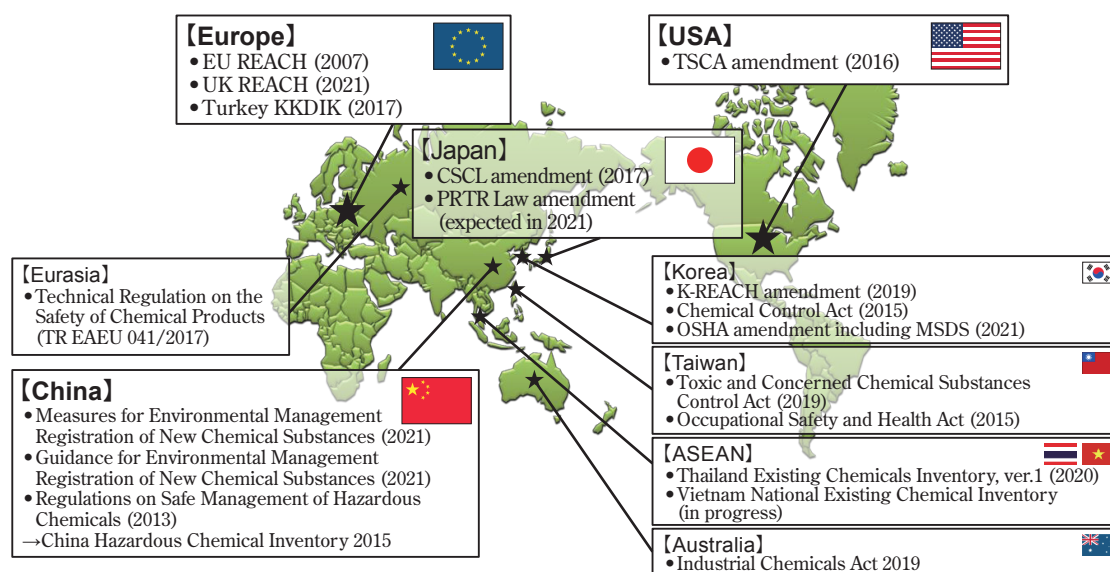 【Europe】
•EU REACH (2007)
•UK REACH (2021)
•Turkey KKDIK (2017)
【USA】
•TSCA amendment (2016)
【Japan】
•CSCL amendment (2017)
•PRTR Law amendment
(expected in 2021)
[Eurasia]
•Technical Regulation on the
Safety of Chemical Products
(TR EAEU 041/2017)
【China】
•Measures for Environmental Management
Registration of New Chemical Substances (2021)
•Guidance for Environmental Management
Registration of New Chemical Substances
(2021)
•Regulations on Safe Management of Hazardous
Chemicals (2013)
→China Hazardous Chemical Inventory 2015
[Korea]
•K-REACH amendment (2019)
•Chemical Control Act (2015)
•OSHA amendment including MSDS (2021)
[Taiwan]
•Toxic and Concerned Chemical Substances
Control Act (2019)
•Occupational Safety and Health Act (2015)
[ASEAN]
•Thailand Existing Chemicals Inventory, ver.1 (2020)
•Vietnam National Existing Chemical Inventory
(in progress)
[Australia]
•Industrial Chemicals Act 2019